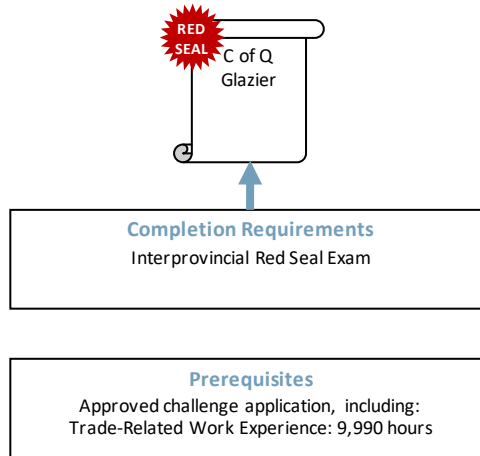 RED
SEAL
C of Q
Glazier
Completion Requirements
Interprovincial Red Seal Exam
Prerequisites
Approved challenge application, including:
Trade-Related Work Experience: 9,990 hours